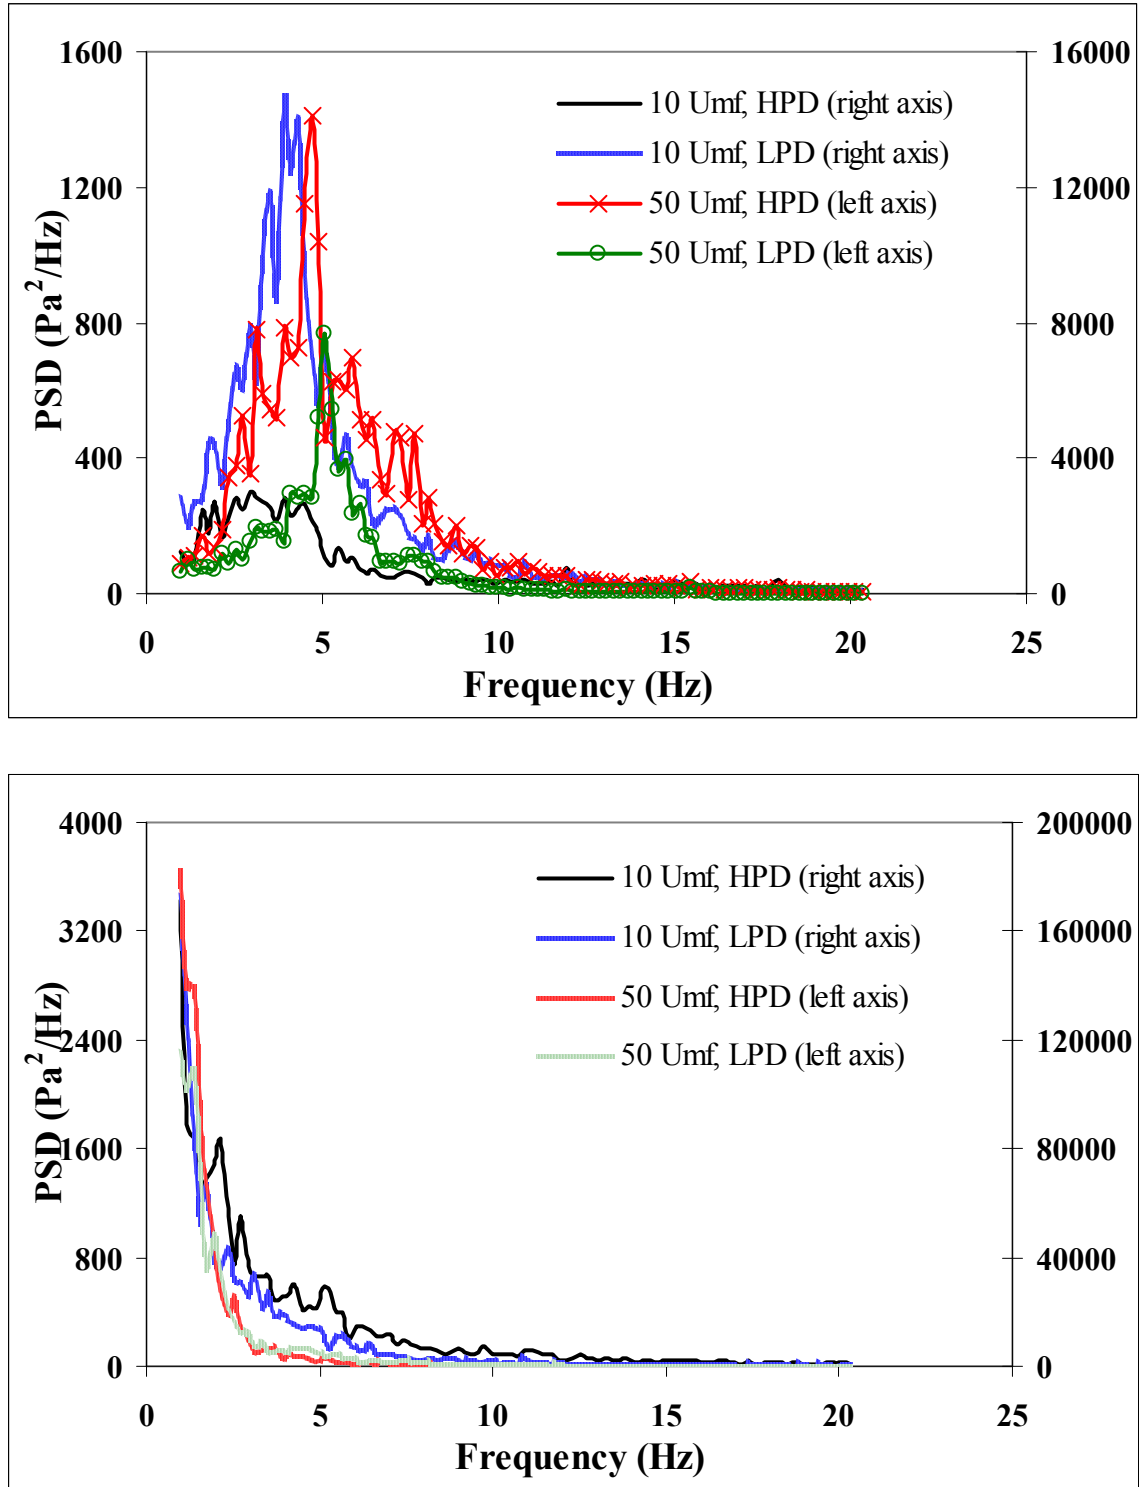 1600
1200
800
400
0
16000
12000
8000
4000
0
PSD (Pa²/Hz)
10 Umf, HPD (right axis)
10 Umf, LPD (right axis)
50 Umf, HPD (left axis)
50 Umf, LPD (left axis)
0 5 10 15 20 25
Frequency (Hz)
4000
3200
2400
1600
800
0
200000
160000
120000
80000
40000
0
PSD (Pa²/Hz)
10 Umf, HPD (right axis)
10 Umf, LPD (right axis)
50 Umf, HPD (left axis)
50 Umf, LPD (left axis)
0 5 10 15 20 25
Frequency (Hz)